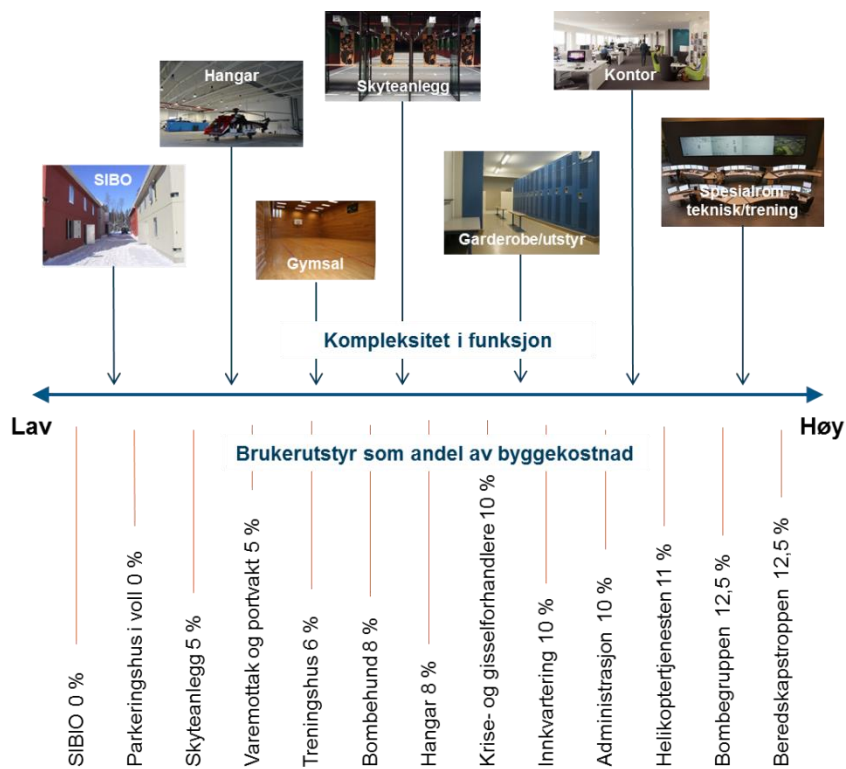 Hangar
Skyteanlegg
Kontor
SIBO
Gymsal
Garderobe/utstyr
Spesialrom
teknisk/trening
Kompleksitet i funksjon
Lav
Høy
Brukerutstyr som andel av byggekostnad
SIBIO 0 %
Parkeringshus i voll 0 %
Skyteanlegg 5 %
Varemottak og portvakt 5 %
Treningshus 6 %
Bombehund 8 %
Hangar 8 %
Krise- og gisselforhandlere 10 %
Innkvartering 10 %
Administrasjon 10 %
Helikoptertjenesten 11 %
Bombegruppen 12,5 %
Beredskapstroppen 12,5 %